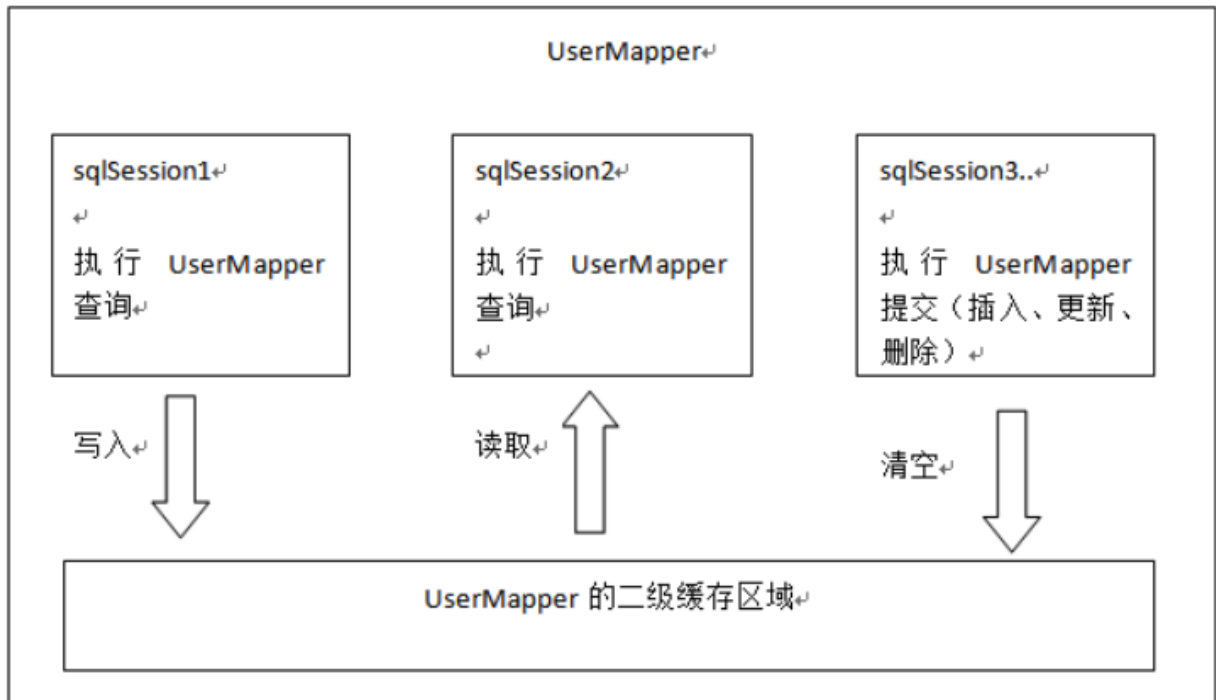 UserMapper
sqlSession1
执行 UserMapper
查询
sqlSession2
执行 UserMapper
查询
sqlSession3..
执行 UserMapper
提交（插入、更新、
删除）
写入
读取
清空
UserMapper 的二级缓存区域